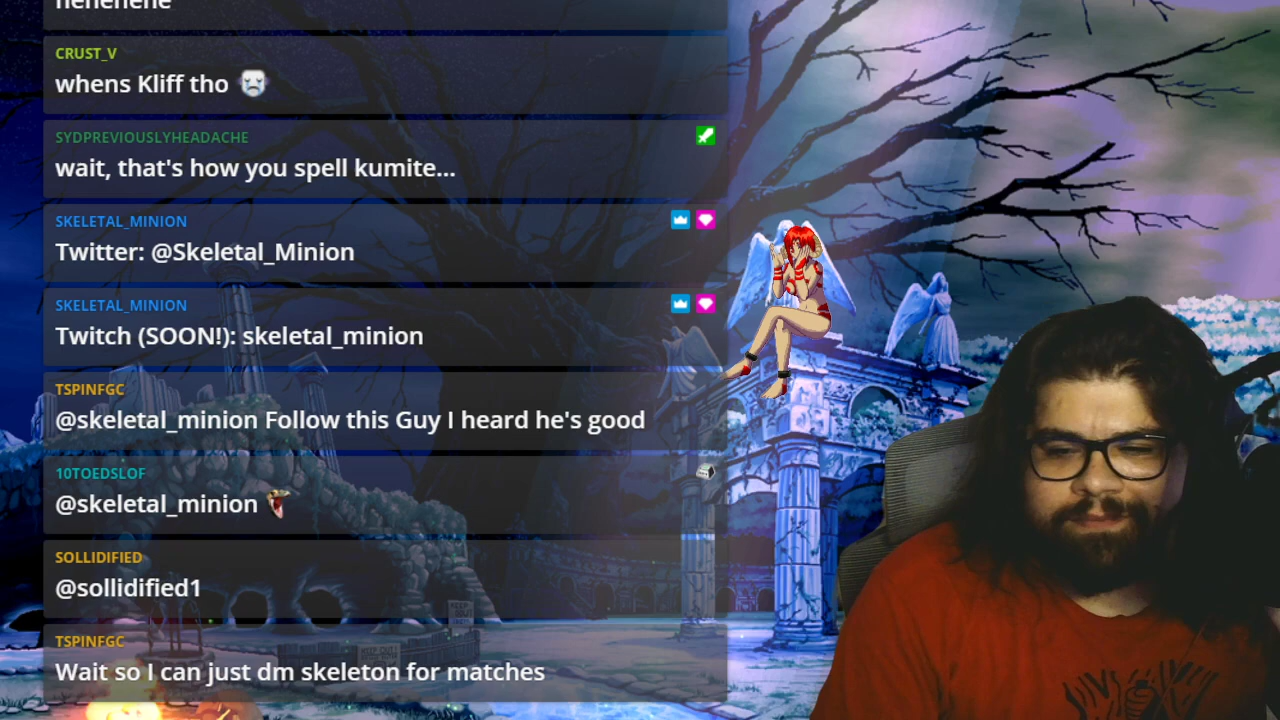 hehehehe
CRUST_V
whens Kliff tho
SYDPREVIOUSLYHEADACHE
wait, that's how you spell kumite...
SKELETAL_MINION
Twitter: @Skeletal_Minion
SKELETAL_MINION
Twitch (SOON!): skeletal_minion
TSPINFGC
@skeletal_minion Follow this Guy I heard he's good
10TOEDSLOF
@skeletal_minion
SOLLIDIFIED
@sollidified1
TSPINFGC
Wait so I can just dm skeleton for matches